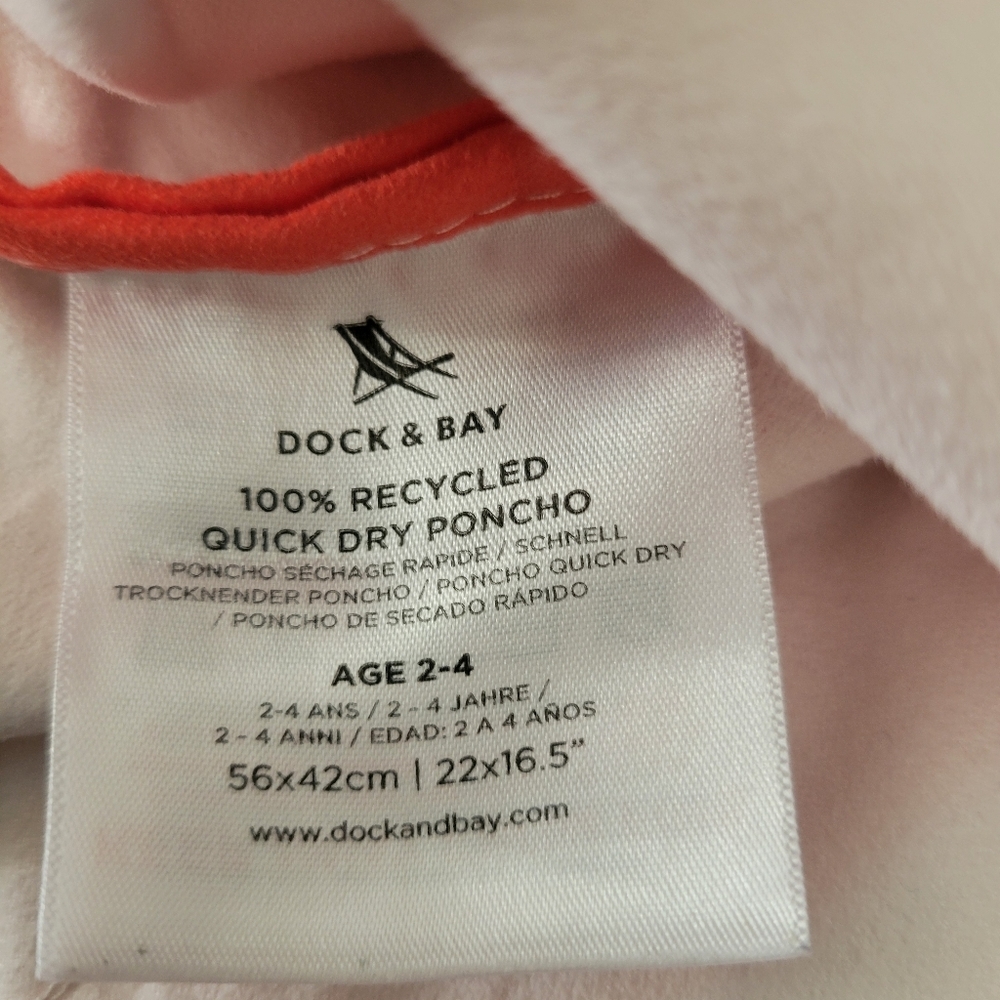 DOCK & BAY
100% RECYCLED
QUICK DRY PONCHO
PONCHO SÉCHAGE RAPIDE / SCHNELL
TROCKNENDER PONCHO / PONCHO QUICK DRY
/ PONCHO DE SECADO RÁPIDO
AGE 2-4
2-4 ANS / 2 - 4 JAHRE /
2 - 4 ANNI / EDAD: 2 A 4 AÑOS
56x42cm | 22x16.5”
www.dockandbay.com